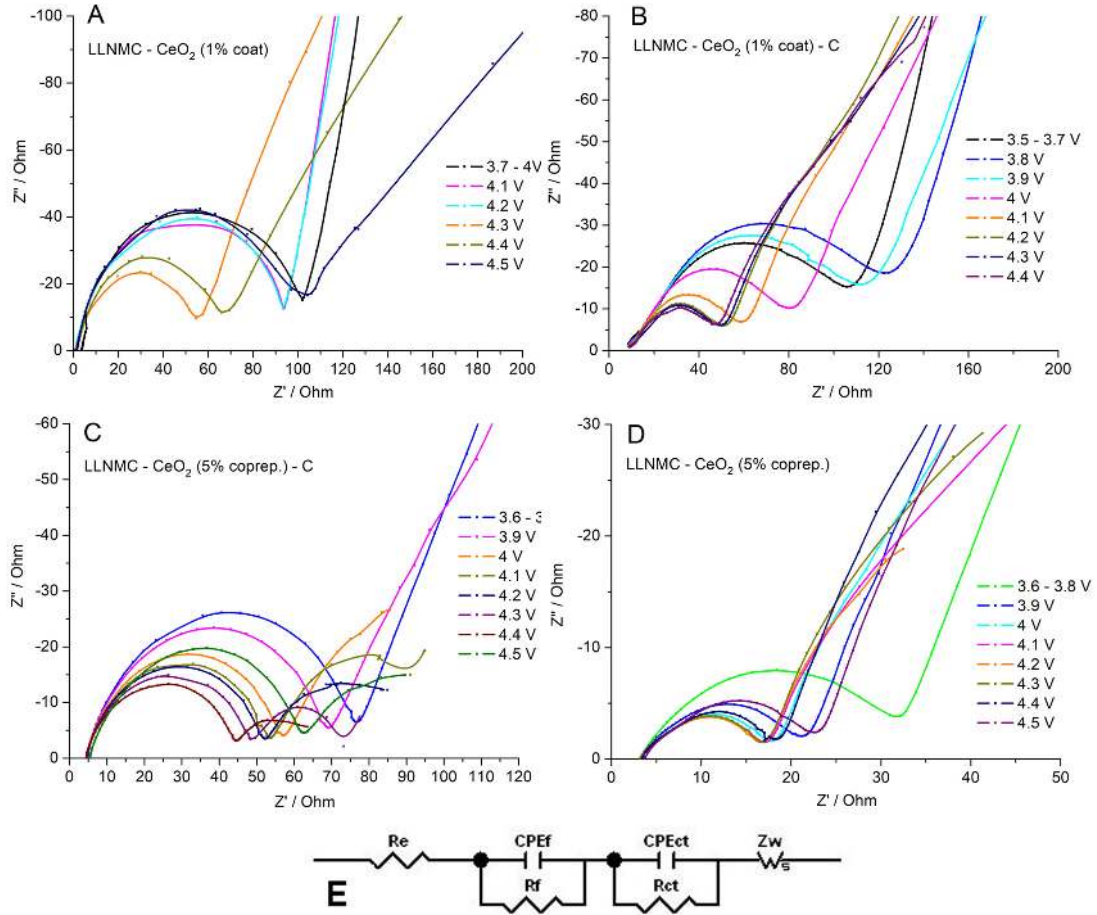 A
LLNMC - CeO2 (1% coat)
-100
-80
-60
-40
-20
0
Z'' / Ohm
0 20 40 60 80 100 120 140 160 180 200
Z' / Ohm
3.7 - 4V
4.1 V
4.2 V
4.3 V
4.4 V
4.5 V
B
LLNMC - CeO2 (1% coat) - C
-80
-70
-60
-50
-40
-30
-20
-10
0
Z'' / Ohm
0 40 80 120 160 200
Z' / Ohm
3.5 - 3.7 V
3.8 V
3.9 V
4 V
4.1 V
4.2 V
4.3 V
4.4 V
C
LLNMC - CeO2 (5% coprep.) - C
-60
-50
-40
-30
-20
-10
0
Z'' / Ohm
0 10 20 30 40 50 60 70 80 90 100 110 120
Z' / Ohm
3.6 - 3
3.9 V
4 V
4.1 V
4.2 V
4.3 V
4.4 V
4.5 V
D
LLNMC - CeO2 (5% coprep.)
-30
-20
-10
0
Z'' / Ohm
0 10 20 30 40 50
Z' / Ohm
3.6 - 3.8 V
3.9 V
4 V
4.1 V
4.2 V
4.3 V
4.4 V
4.5 V
E
Re CPEf CPEct Zw
s
Rf Rct